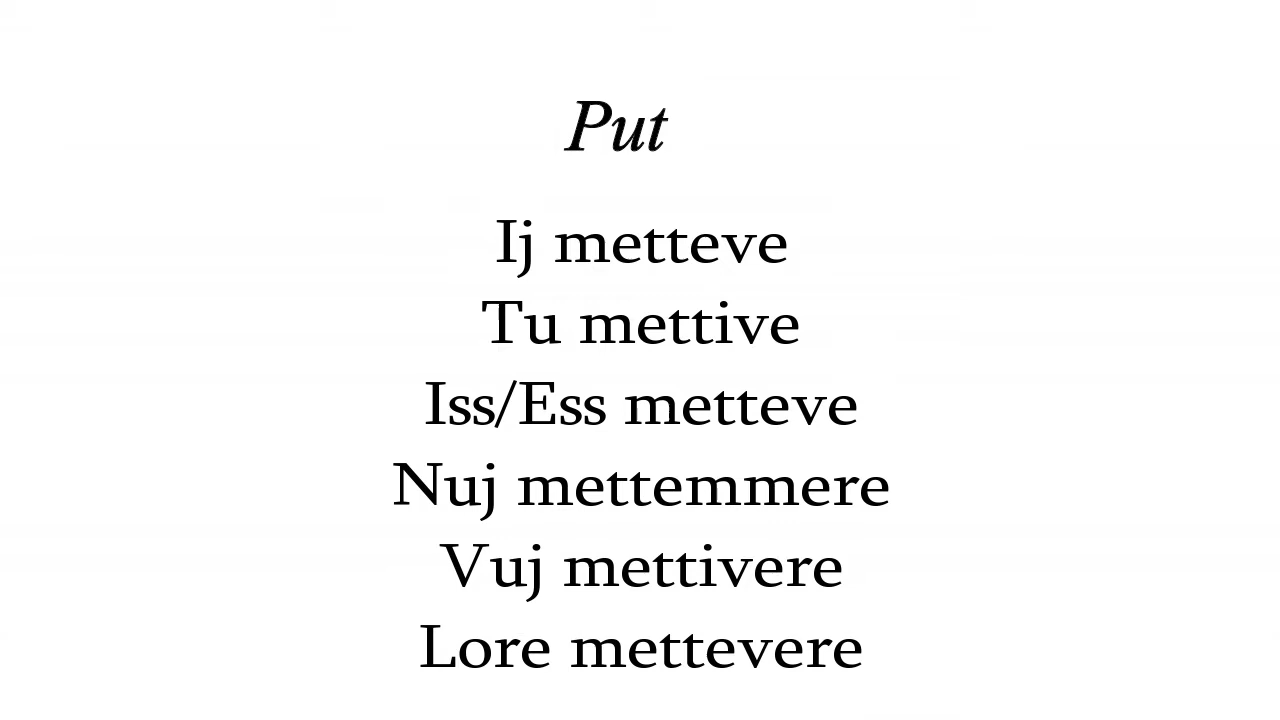 Put
Ij metteve
Tu mettive
Iss/Ess metteve
Nuj mettemmere
Vuj mettivere
Lore mettevere